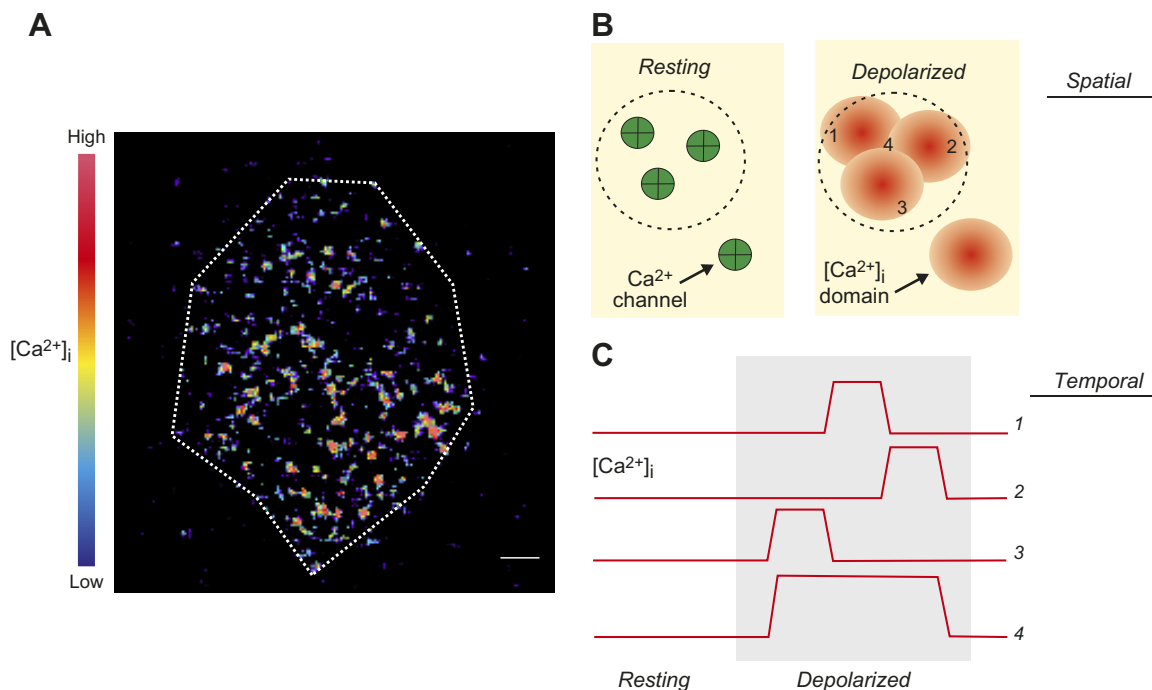 A
High
[Ca²⁺]ᵢ
Low
B
Resting
Ca²⁺
channel
Depolarized
1
4
2
3
[Ca²⁺]ᵢ
domain
Spatial
C
Temporal
[Ca²⁺]ᵢ
1
2
3
4
Resting
Depolarized